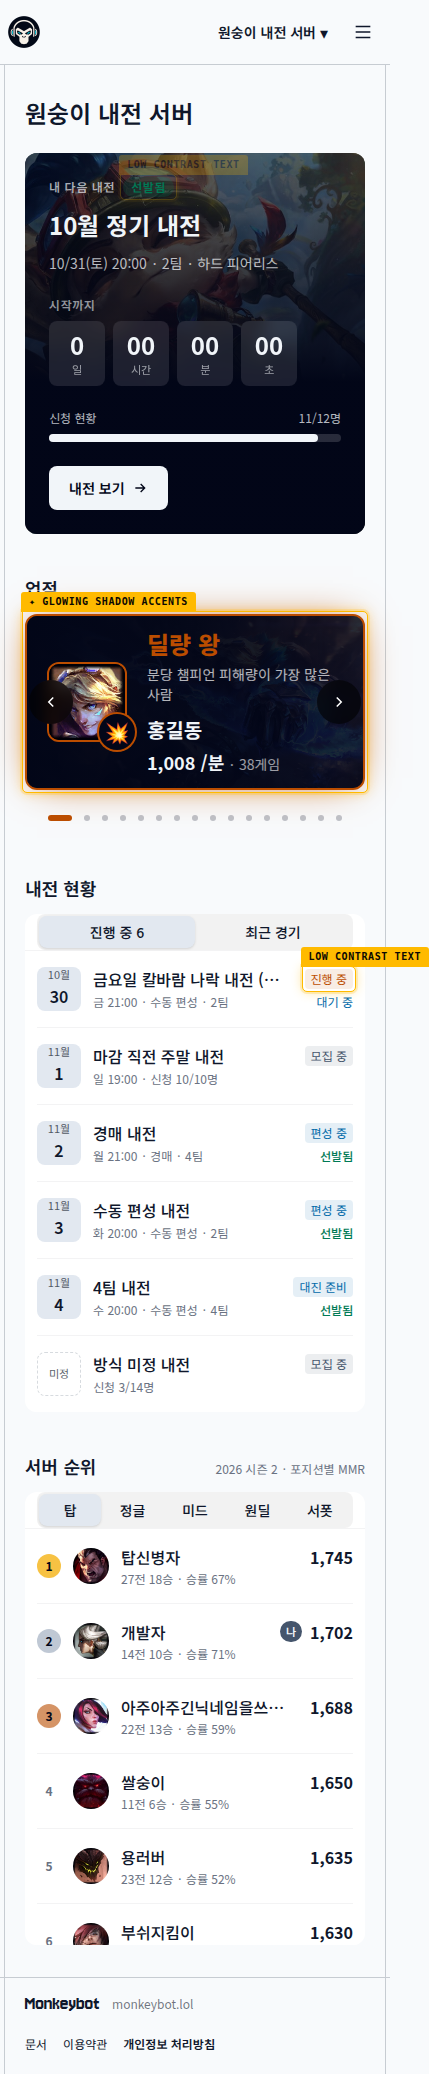 원숭이 내전 서버 ▾
원숭이 내전 서버
LOW CONTRAST TEXT
내 다음 내전 선발됨
10월 정기 내전
10/31(토) 20:00 · 2팀 · 하드 피어리스
시작까지
0 00 00 00
일 시간 분 초
신청 현황 11/12명
내전 보기 →
업적
✦ GLOWING SHADOW ACCENTS
딜량 왕
분당 챔피언 피해량이 가장 많은
사람
홍길동
1,008 /분 · 38게임
내전 현황
진행 중 6 최근 경기
LOW CONTRAST TEXT
10월
30
금요일 칼바람 나락 내전 (… 진행 중
금 21:00 · 수동 편성 · 2팀 대기 중
11월
1
마감 직전 주말 내전 모집 중
일 19:00 · 신청 10/10명
11월
2
경매 내전 편성 중
월 21:00 · 경매 · 4팀 선발됨
11월
3
수동 편성 내전 편성 중
화 20:00 · 수동 편성 · 2팀 선발됨
11월
4
4팀 내전 대진 준비
수 20:00 · 수동 편성 · 4팀 선발됨
미정
방식 미정 내전 모집 중
신청 3/14명
서버 순위 2026 시즌 2 · 포지션별 MMR
탑 정글 미드 원딜 서폿
1 탑신병자 1,745
27전 18승 · 승률 67%
2 개발자 나 1,702
14전 10승 · 승률 71%
3 아주아주긴닉네임을쓰… 1,688
22전 13승 · 승률 59%
4 쌀숭이 1,650
11전 6승 · 승률 55%
5 용러버 1,635
23전 12승 · 승률 52%
6 부쉬지킴이 1,630
Monkeybot monkeybot.lol
문서 이용약관 개인정보 처리방침